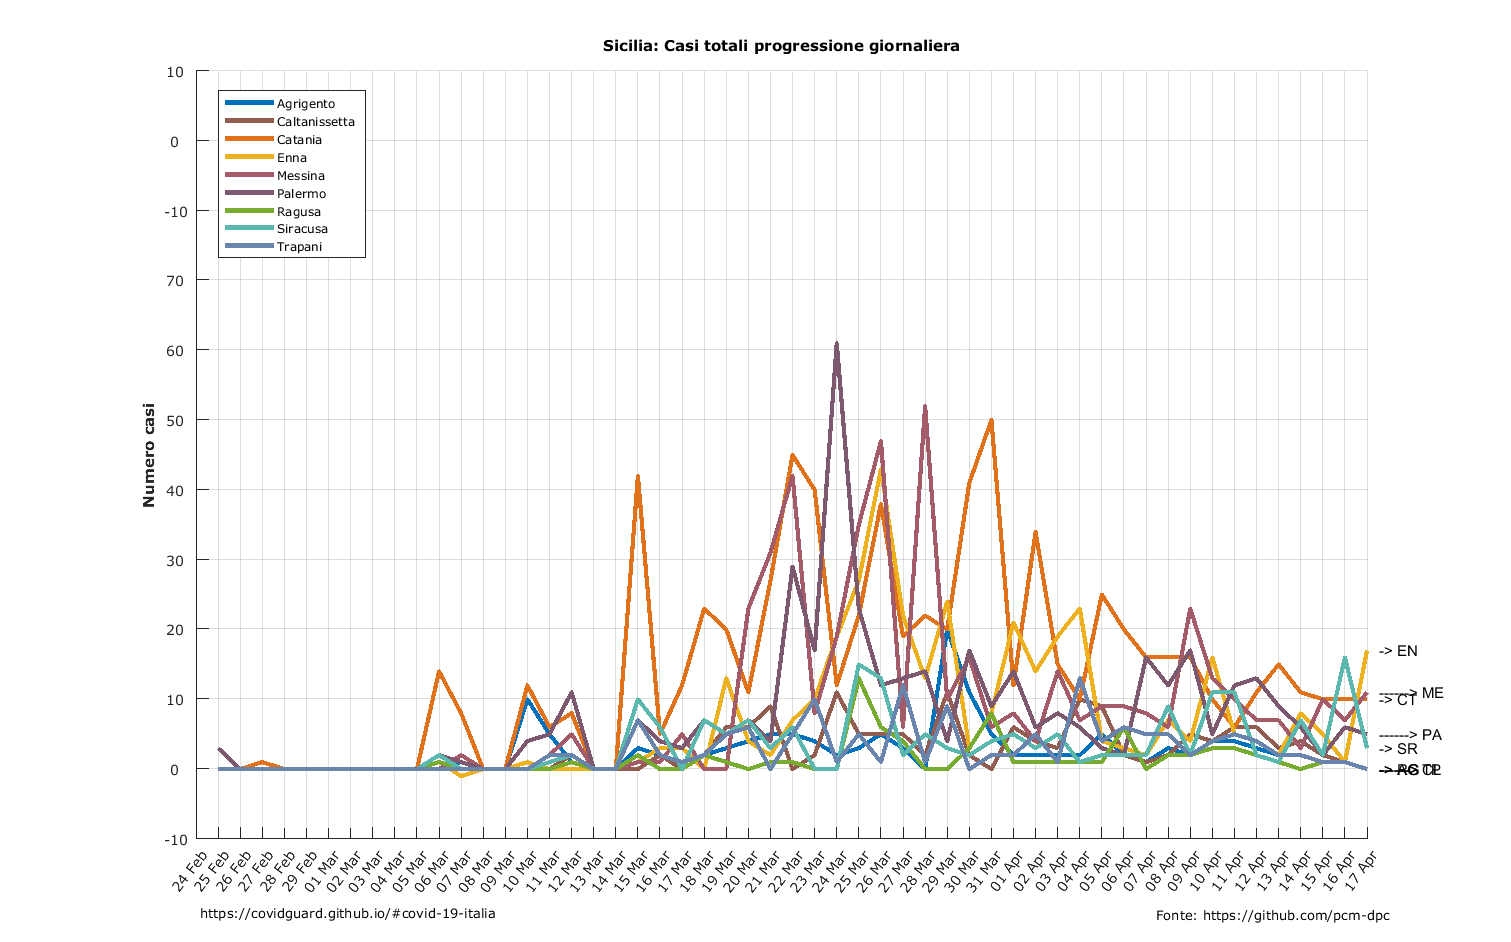 Sicilia: Casi totali progressione giornaliera
10
0
-10
70
60
50
40
30
20
10
0
-10
Numero casi
Agrigento
Caltanissetta
Catania
Enna
Messina
Palermo
Ragusa
Siracusa
Trapani
-> EN
------> ME
-> CT
------> PA
-> SR
24 Feb
25 Feb
26 Feb
27 Feb
28 Feb
29 Feb
01 Mar
02 Mar
03 Mar
04 Mar
05 Mar
06 Mar
07 Mar
08 Mar
09 Mar
10 Mar
11 Mar
12 Mar
13 Mar
14 Mar
15 Mar
16 Mar
17 Mar
18 Mar
19 Mar
20 Mar
21 Mar
22 Mar
23 Mar
24 Mar
25 Mar
26 Mar
27 Mar
28 Mar
29 Mar
30 Mar
31 Mar
01 Apr
02 Apr
03 Apr
04 Apr
05 Apr
06 Apr
07 Apr
08 Apr
09 Apr
10 Apr
11 Apr
12 Apr
13 Apr
14 Apr
15 Apr
16 Apr
17 Apr
https://covidguard.github.io/#covid-19-italia
Fonte: https://github.com/pcm-dpc